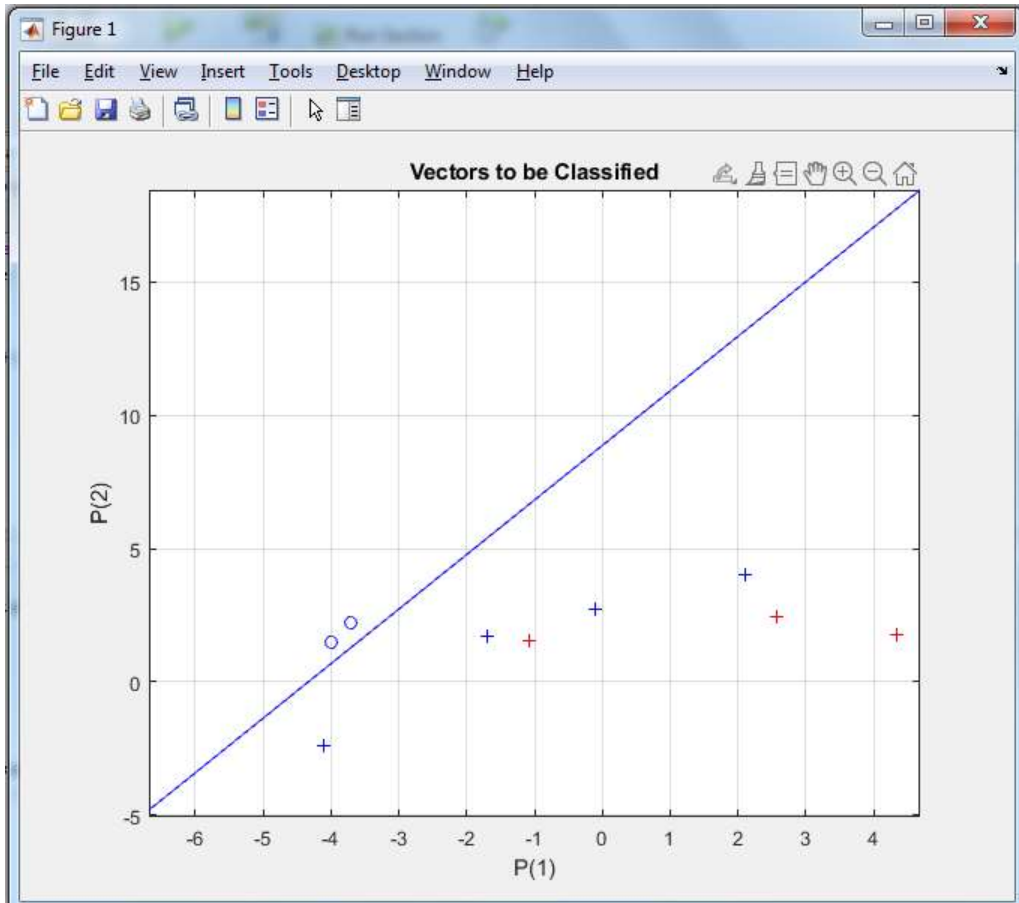 Figure 1
File Edit View Insert Tools Desktop Window Help
Vectors to be Classified
15
10
5
0
-5
P(2)
-6 -5 -4 -3 -2 -1 0 1 2 3 4
P(1)